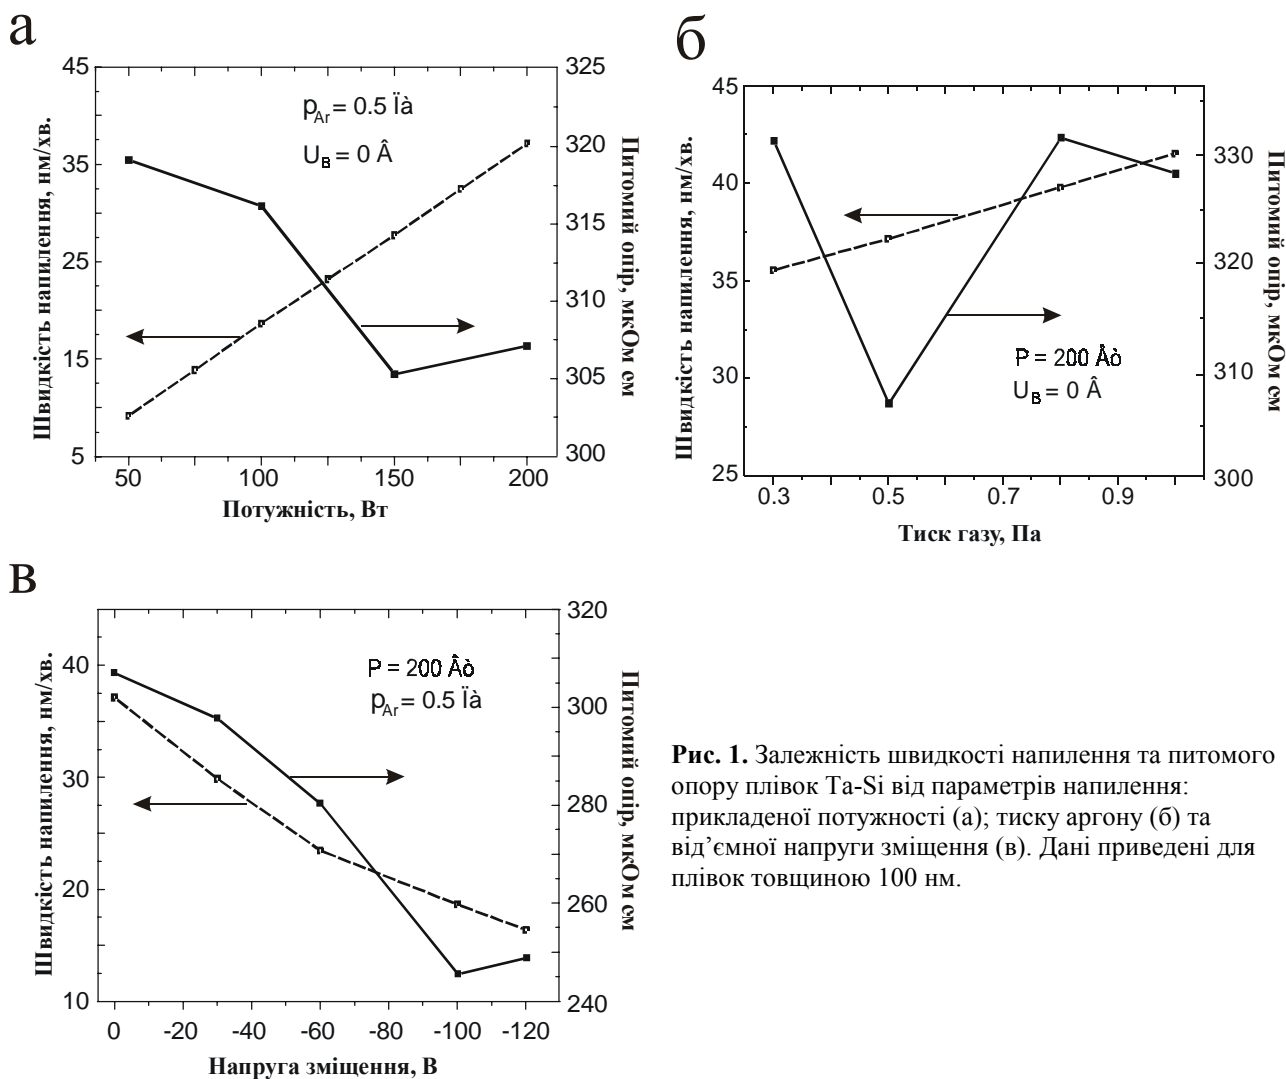 а
45
35
25
15
5
Швидкість напилення, нм/хв.
p_Ar = 0.5 Ïà
U_B = 0 Â
325
320
315
310
305
300
Питомий опір, мкОм см
50 100 150 200
Потужність, Вт
б
45
40
35
30
25
Швидкість напилення, нм/хв.
P = 200 Âò
U_B = 0 Â
330
320
310
300
Питомий опір, мкОм см
0.3 0.5 0.7 0.9
Тиск газу, Па
в
40
30
20
10
Швидкість напилення, нм/хв.
P = 200 Âò
p_Ar = 0.5 Ïà
320
300
280
260
240
Питомий опір, мкОм см
0 -20 -40 -60 -80 -100 -120
Напруга зміщення, В
Рис. 1. Залежність швидкості напилення та питомого
опору плівок Ta-Si від параметрів напилення:
прикладеної потужності (а); тиску аргону (б) та
від’ємної напруги зміщення (в). Дані приведені для
плівок товщиною 100 нм.